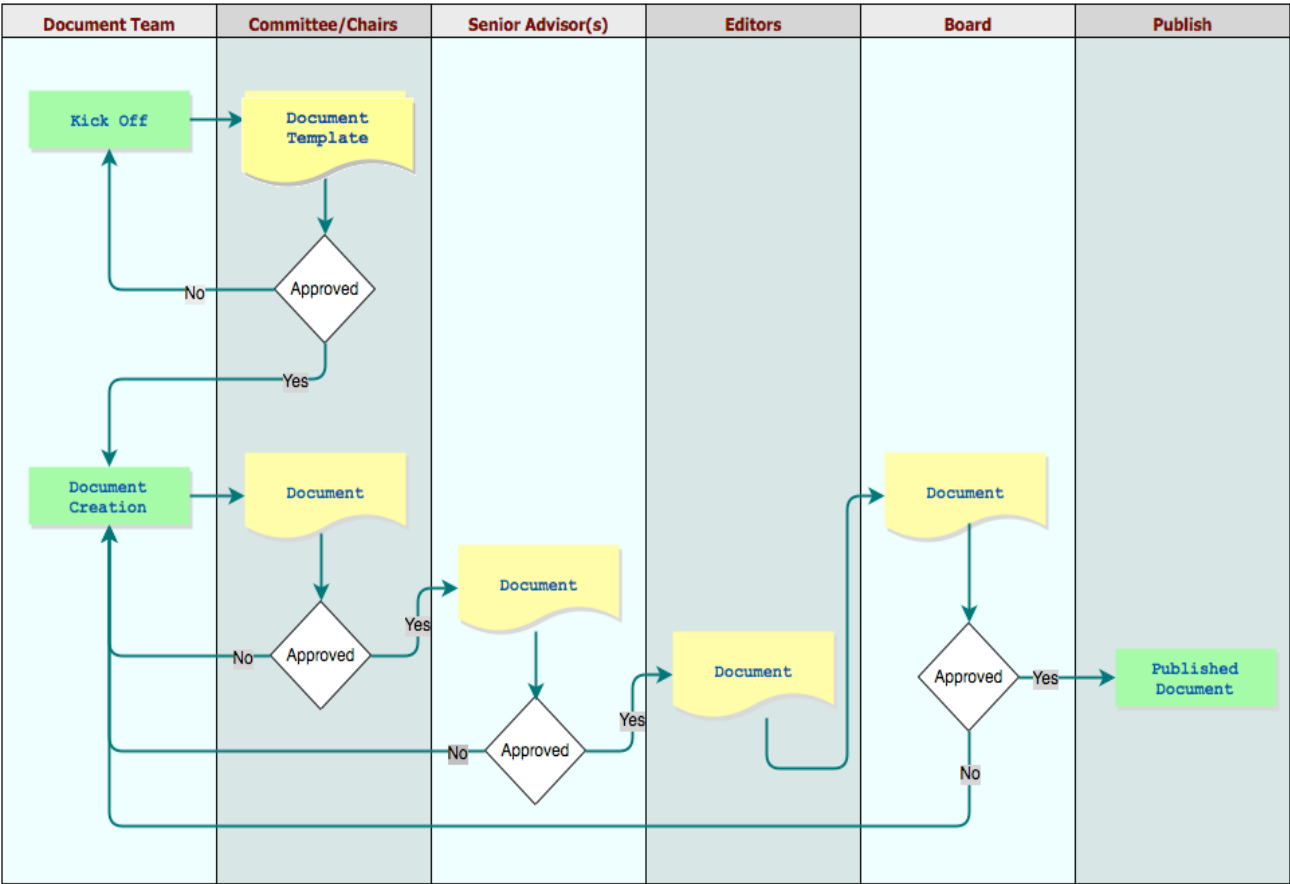 Document Team
Committee/Chairs
Senior Advisor(s)
Editors
Board
Publish
Kick Off
Document
Template
Approved
No
Yes
Document
Creation
Document
Approved
No
Yes
Document
Approved
No
Yes
Document
Document
Approved
Yes
No
Published
Document